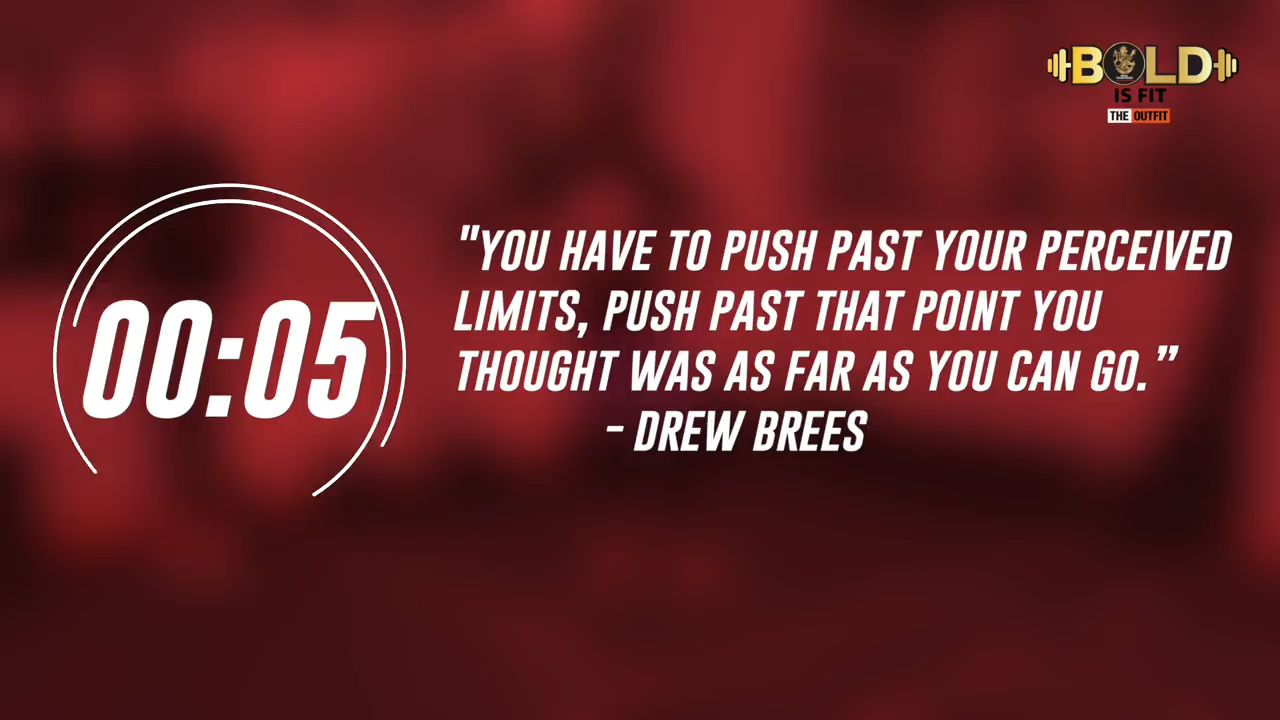 BOLD
IS FIT
THE OUTFIT
00:05
"YOU HAVE TO PUSH PAST YOUR PERCEIVED
LIMITS, PUSH PAST THAT POINT YOU
THOUGHT WAS AS FAR AS YOU CAN GO.”
- DREW BREES